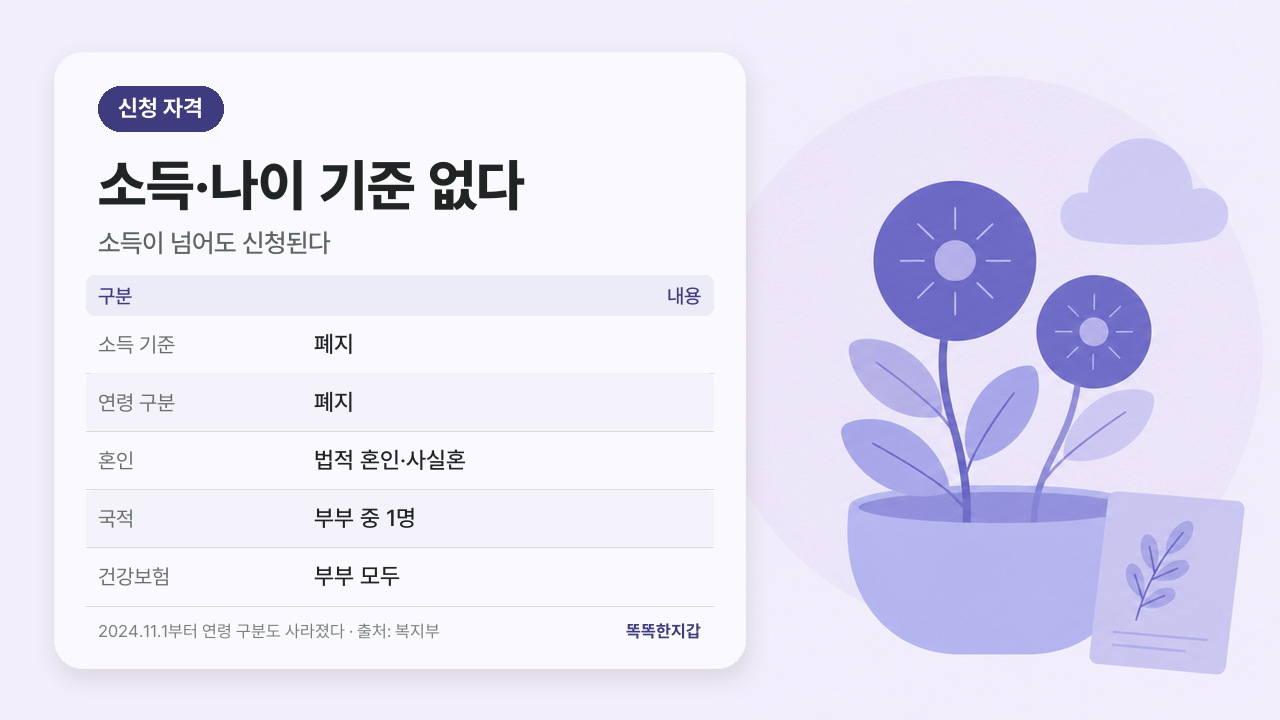 신청 자격
소득·나이 기준 없다
소득이 넘어도 신청된다
구분 내용
소득 기준 폐지
연령 구분 폐지
혼인 법적 혼인·사실혼
국적 부부 중 1명
건강보험 부부 모두
2024.11.1부터 연령 구분도 사라졌다 · 출처: 복지부 똑똑한지갑